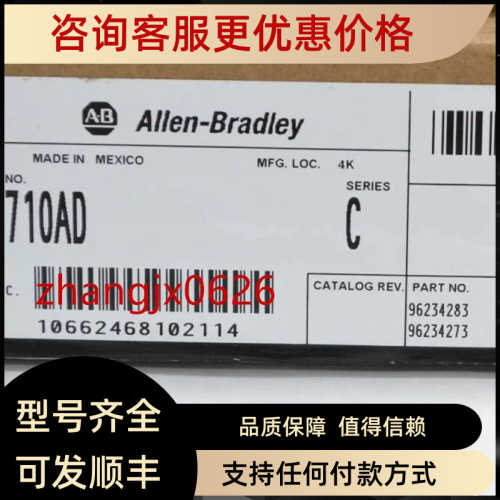 咨询客服更优惠价格
AB Allen-Bradley
MADE IN MEXICO MFG. LOC. 4K
NO. SERIES
710AD C
C. zhangjx0626 CATALOG REV. PART NO.
10662468102114 96234283
96234273
型号齐全 品质保障 值得信赖
可发顺丰 支持任何付款方式